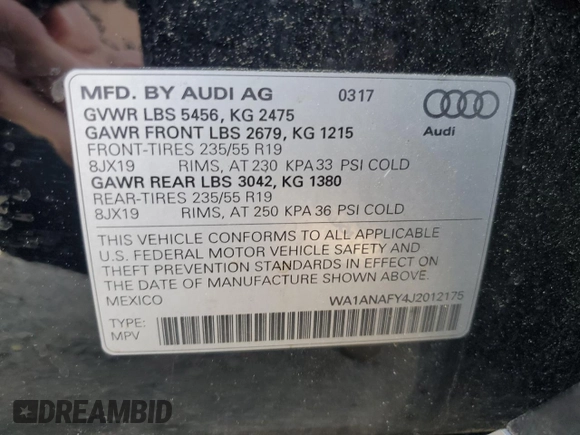 MFD. BY AUDI AG 03 17
GVWR LBS 5456, KG 2475
GAWR FRONT LBS 2679, KG 1215
FRONT-TIRES 235/55 R19
8JX19 RIMS, AT 230 KPA 33 PSI COLD
GAWR REAR LBS 3042, KG 1380
REAR-TIRES 235/55 R19
8JX19 RIMS, AT 250 KPA 36 PSI COLD
Audi
THIS VEHICLE CONFORMS TO ALL APPLICABLE
U.S. FEDERAL MOTOR VEHICLE SAFETY AND
THEFT PREVENTION STANDARDS IN EFFECT ON
THE DATE OF MANUFACTURE SHOWN ABOVE.
MEXICO WA1ANAFY4J2012175
TYPE:
MPV
DREAMBID